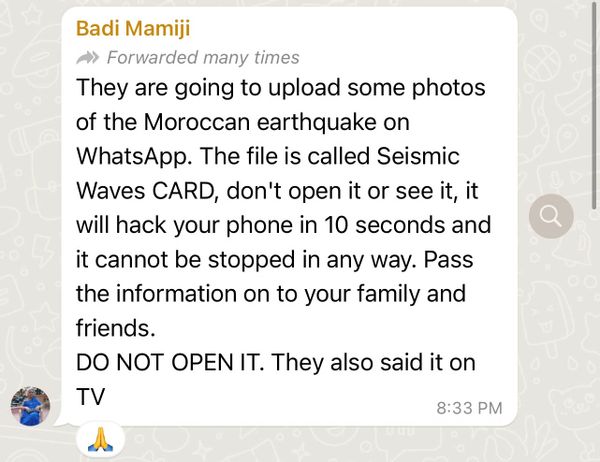 Badi Mamiji
Forwarded many times
They are going to upload some photos
of the Moroccan earthquake on
WhatsApp. The file is called Seismic
Waves CARD, don't open it or see it, it
will hack your phone in 10 seconds and
it cannot be stopped in any way. Pass
the information on to your family and
friends.
DO NOT OPEN IT. They also said it on
TV
8:33 PM